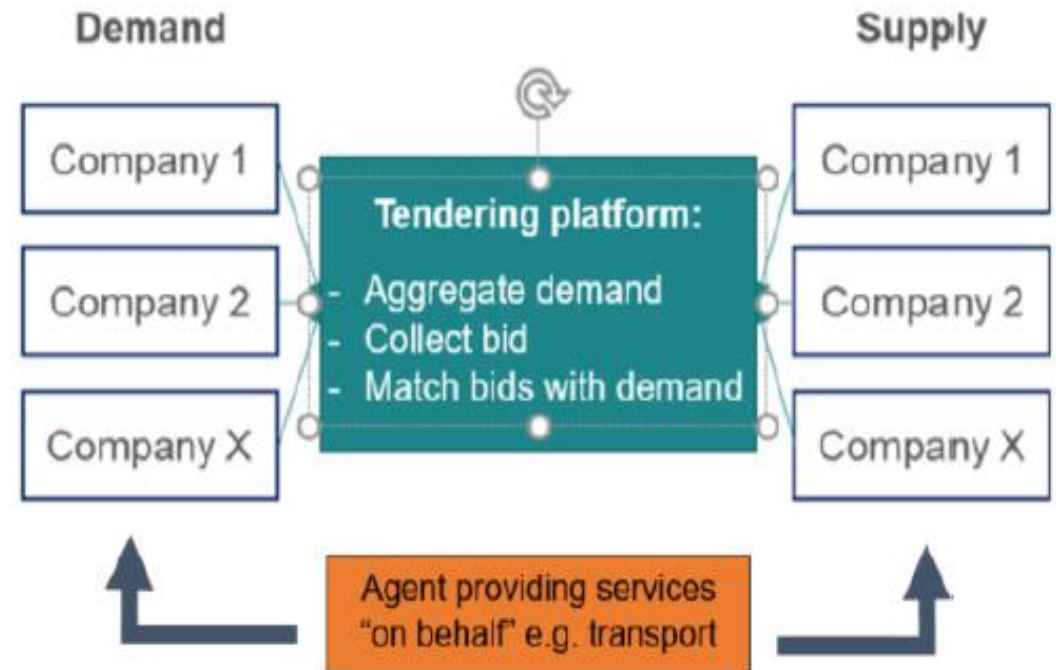 Demand
Supply
Company 1
Company 2
Company X
Tendering platform:
- Aggregate demand
- Collect bid
- Match bids with demand
Company 1
Company 2
Company X
Agent providing services
“on behalf” e.g. transport